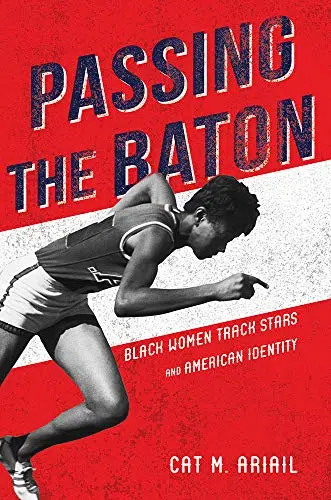 PASSING
THE BATON
BLACK WOMEN TRACK STARS
AND AMERICAN IDENTITY
CAT M. ARIAIL